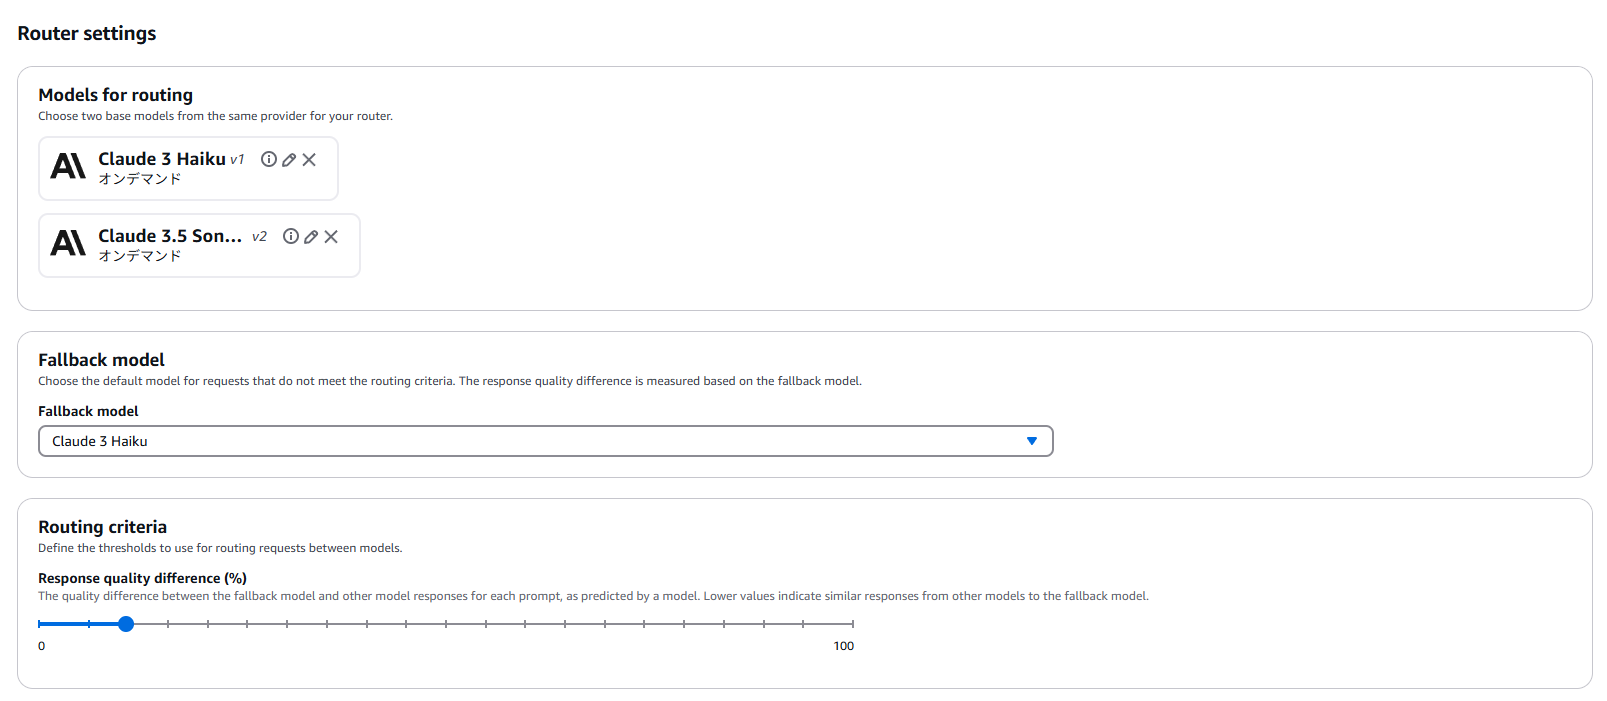 Router settings
Models for routing
Choose two base models from the same provider for your router.
Claude 3 Haiku v1
オンデマンド
Claude 3.5 Son... v2
オンデマンド
Fallback model
Choose the default model for requests that do not meet the routing criteria. The response quality difference is measured based on the fallback model.
Fallback model
Claude 3 Haiku
Routing criteria
Define the thresholds to use for routing requests between models.
Response quality difference (%)
The quality difference between the fallback model and other model responses for each prompt, as predicted by a model. Lower values indicate similar responses from other models to the fallback model.
0 100